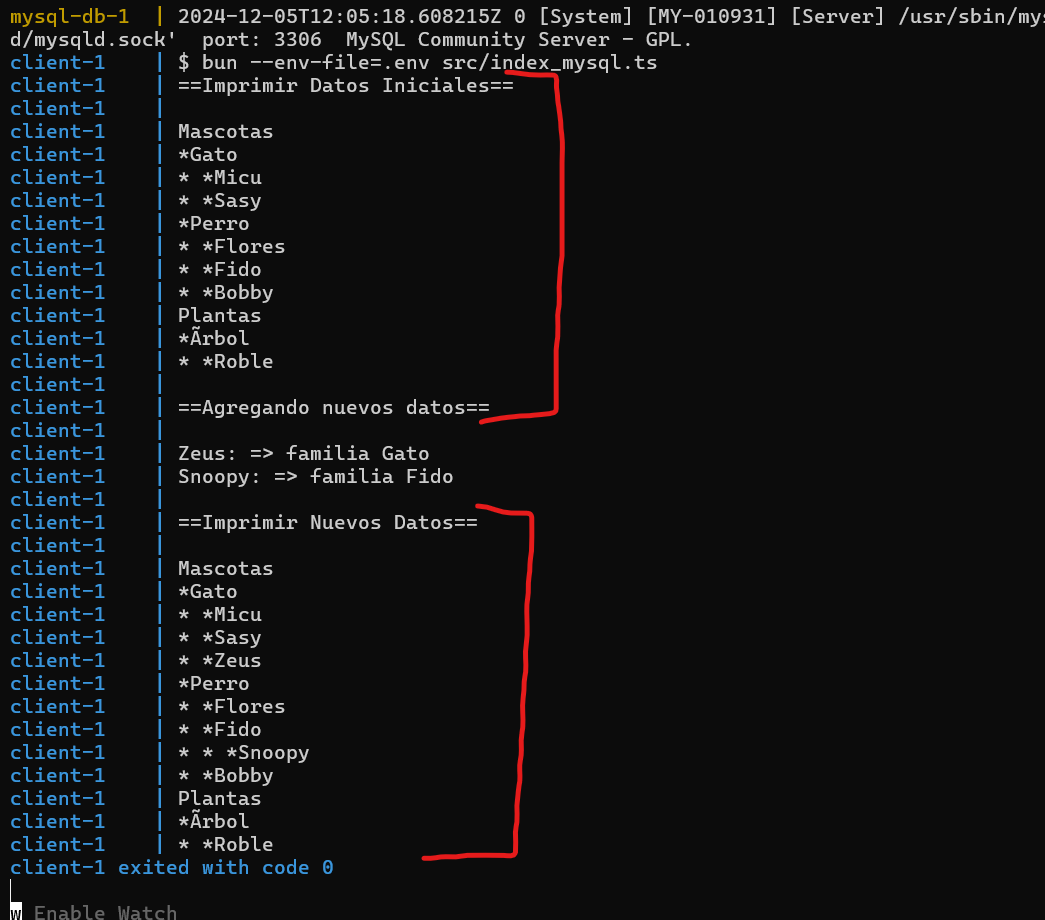 mysql-db-1  | 2024-12-05T12:05:18.608215Z 0 [System] [MY-010931] [Server] /usr/sbin/mys
d/mysqld.sock'  port: 3306  MySQL Community Server - GPL.
client-1    | $ bun --env-file=.env src/index_mysql.ts
client-1    | ==Imprimir Datos Iniciales==
client-1    |
client-1    | Mascotas
client-1    | *Gato
client-1    | * *Micu
client-1    | * *Sasy
client-1    | *Perro
client-1    | * *Flores
client-1    | * *Fido
client-1    | * *Bobby
client-1    | Plantas
client-1    | *Ãrbol
client-1    | * *Roble
client-1    |
client-1    | ==Agregando nuevos datos==
client-1    |
client-1    | Zeus: => familia Gato
client-1    | Snoopy: => familia Fido
client-1    |
client-1    | ==Imprimir Nuevos Datos==
client-1    |
client-1    | Mascotas
client-1    | *Gato
client-1    | * *Micu
client-1    | * *Sasy
client-1    | * *Zeus
client-1    | *Perro
client-1    | * *Flores
client-1    | * *Fido
client-1    | * * *Snoopy
client-1    | * *Bobby
client-1    | Plantas
client-1    | *Ãrbol
client-1    | * *Roble
client-1 exited with code 0
w Enable Watch